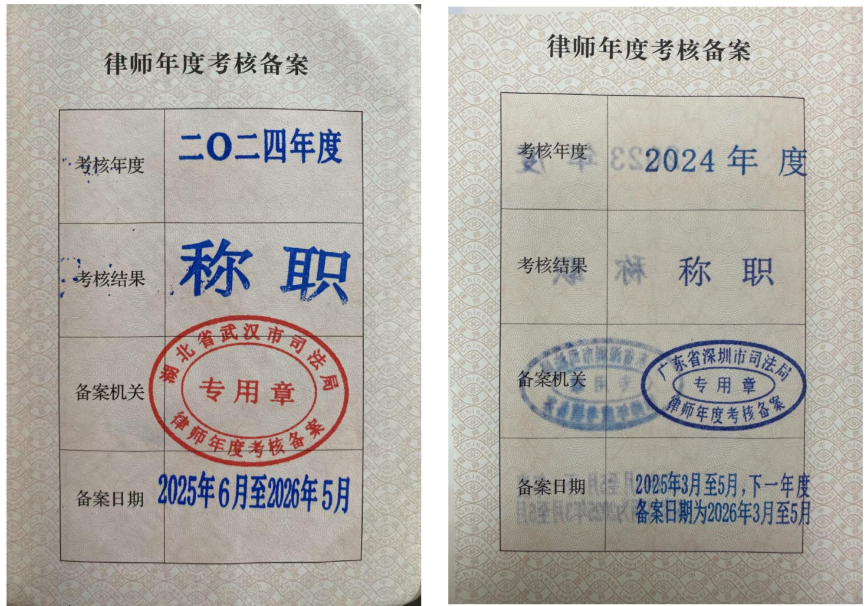 律师年度考核备案
考核年度
二〇二四年度
考核结果
称职
备案机关
湖北省武汉市司法局
专用章
律师年度考核备案
备案日期
2025年6月至2026年5月
律师年度考核备案
考核年度
2024年度
考核结果
称职
备案机关
广东省深圳市司法局
专用章
律师年度考核备案
备案日期
2025年3月至5月,下一年度
备案日期为2026年3月至5月